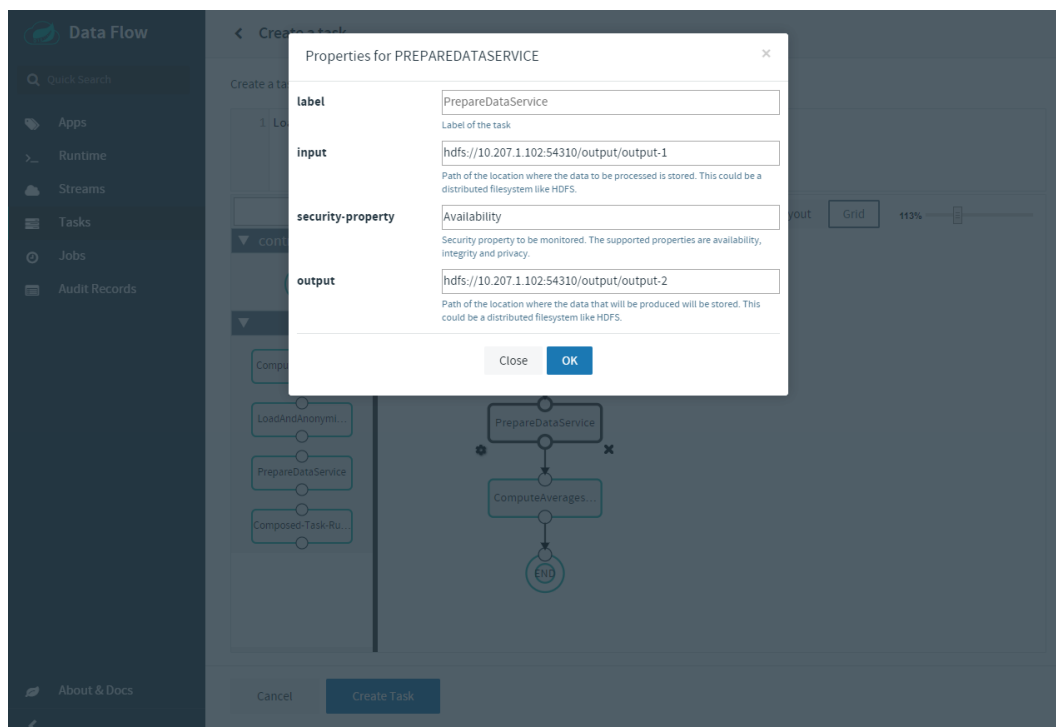 Data Flow
Create a task
Quick Search
Create a ta
Apps
Runtime
Streams
Tasks
Jobs
Audit Records
About & Docs
1 Lo
Properties for PREPAREDATASERVICE
×
label
PrepareDataService
Label of the task
input
hdfs://10.207.1.102:54310/output/output-1
Path of the location where the data to be processed is stored. This could be a
distributed filesystem like HDFS.
security-property
Availability
Security property to be monitored. The supported properties are availability,
integrity and privacy.
output
hdfs://10.207.1.102:54310/output/output-2
Path of the location where the data that will be produced will be stored. This
could be a distributed filesystem like HDFS.
Close
OK
yout
Grid
113%
cont
Compu
LoadAndAnonymi...
PrepareDataService
Composed-Task-Ru...
PrepareDataService
ComputeAverages...
END
Cancel
Create Task